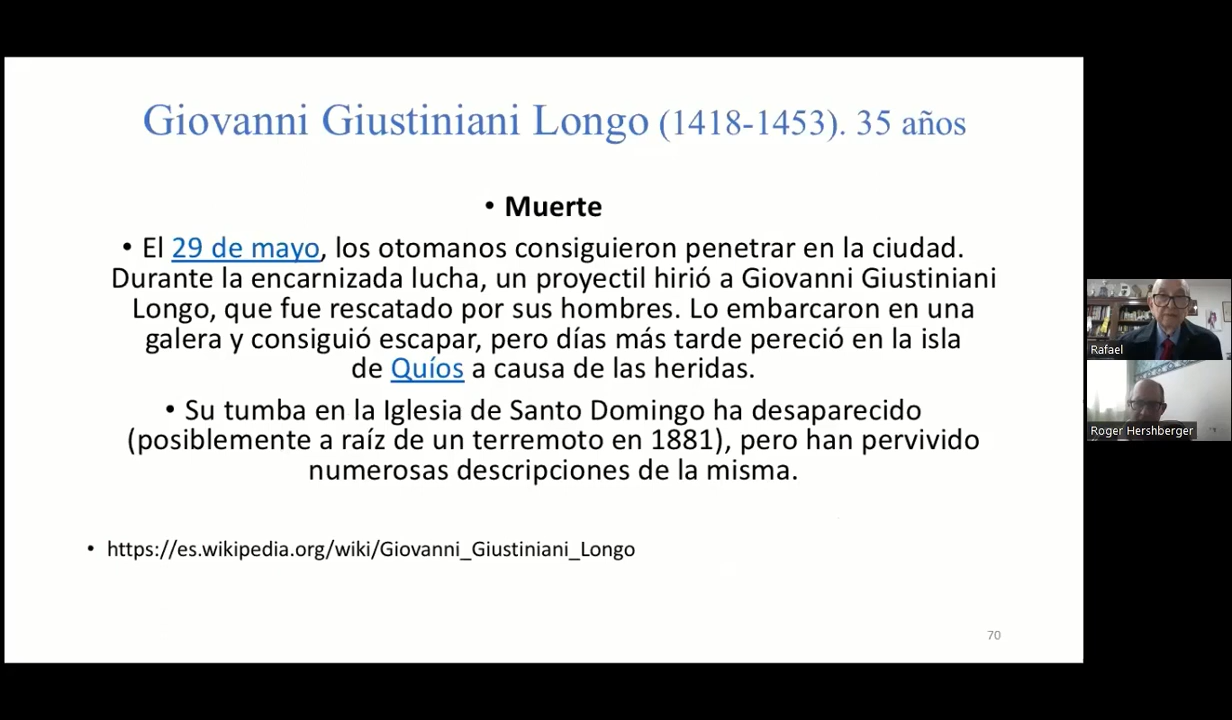 Giovanni Giustiniani Longo (1418-1453). 35 años
• Muerte
• El 29 de mayo, los otomanos consiguieron penetrar en la ciudad.
Durante la encarnizada lucha, un proyectil hirió a Giovanni Giustiniani
Longo, que fue rescatado por sus hombres. Lo embarcaron en una
galera y consiguió escapar, pero días más tarde pereció en la isla
de Quíos a causa de las heridas.
• Su tumba en la Iglesia de Santo Domingo ha desaparecido
(posiblemente a raíz de un terremoto en 1881), pero han pervivido
numerosas descripciones de la misma.
• https://es.wikipedia.org/wiki/Giovanni_Giustiniani_Longo
70
Rafael
Roger Hershberger